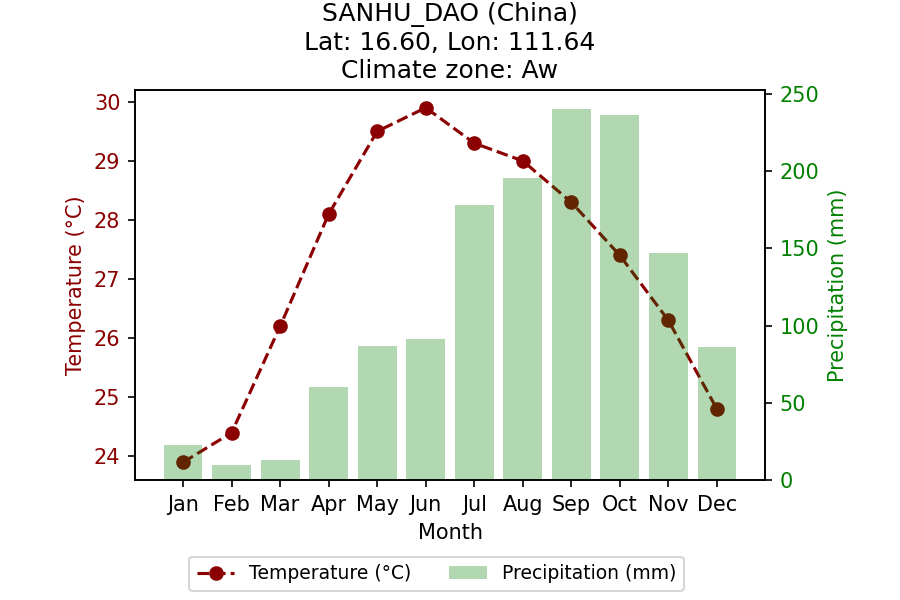 SANHU_DAO (China)
Lat: 16.60, Lon: 111.64
Climate zone: Aw
Temperature (°C)
30
29
28
27
26
25
24
Precipitation (mm)
250
200
150
100
50
0
Jan Feb Mar Apr May Jun Jul Aug Sep Oct Nov Dec
Month
Temperature (°C) Precipitation (mm)